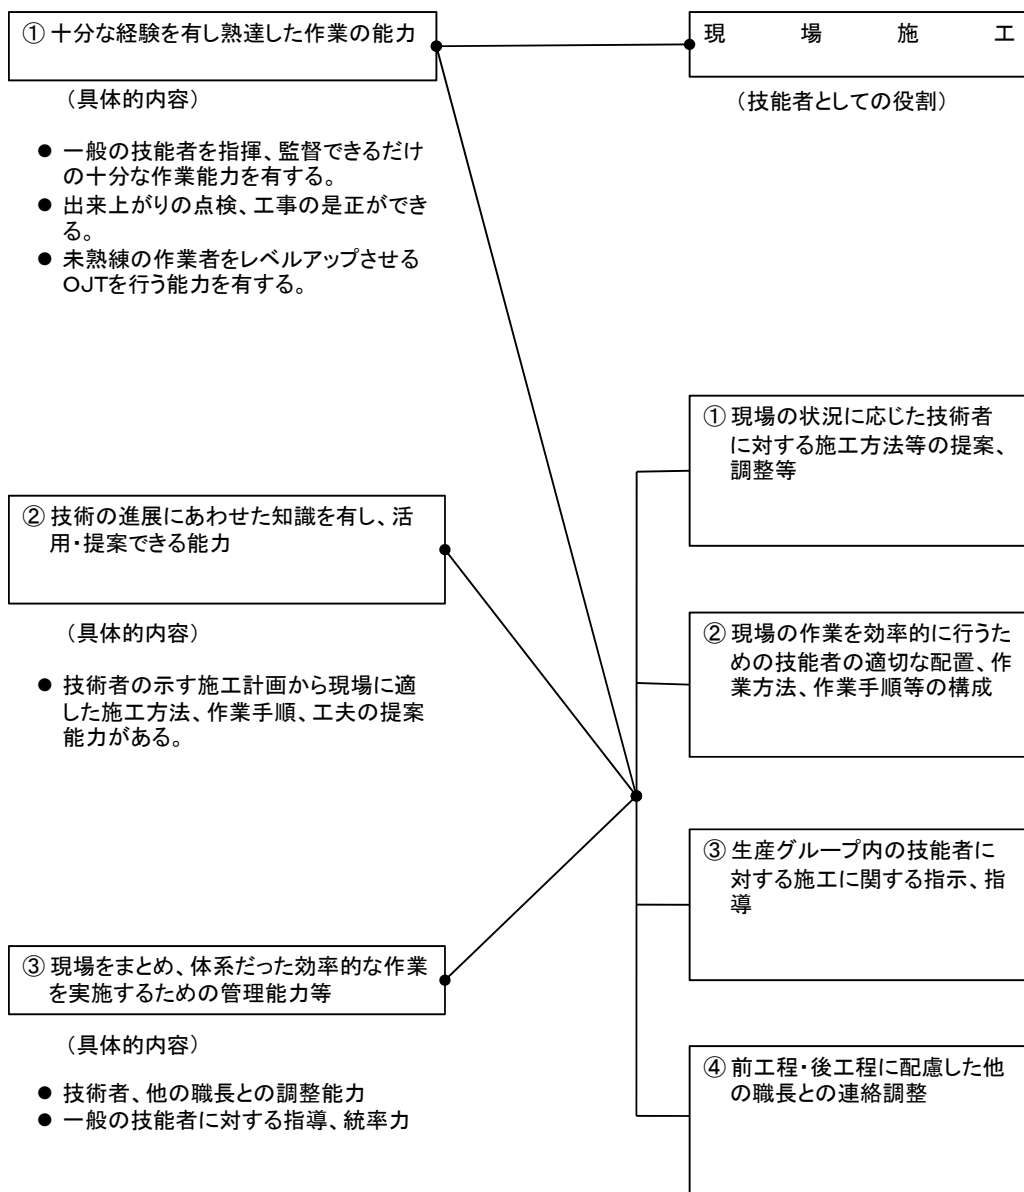 ① 十分な経験を有し熟達した作業の能力
(具体的内容)
● 一般の技能者を指揮、監督できるだけ
の十分な作業能力を有する。
● 出来上がりの点検、工事の是正ができ
る。
● 未熟練の作業者をレベルアップさせる
OJTを行う能力を有する。
② 技術の進展にあわせた知識を有し、活
用・提案できる能力
(具体的内容)
● 技術者の示す施工計画から現場に適
した施工方法、作業手順、工夫の提案
能力がある。
③ 現場をまとめ、体系だった効率的な作業
を実施するための管理能力等
(具体的内容)
● 技術者、他の職長との調整能力
● 一般の技能者に対する指導、統率力
現場施工
(技能者としての役割)
① 現場の状況に応じた技術者
に対する施工方法等の提案、
調整等
② 現場の作業を効率的に行うた
めの技能者の適切な配置、作
業方法、作業手順等の構成
③ 生産グループ内の技能者に
対する施工に関する指示、指
導
④ 前工程・後工程に配慮した他
の職長との連絡調整